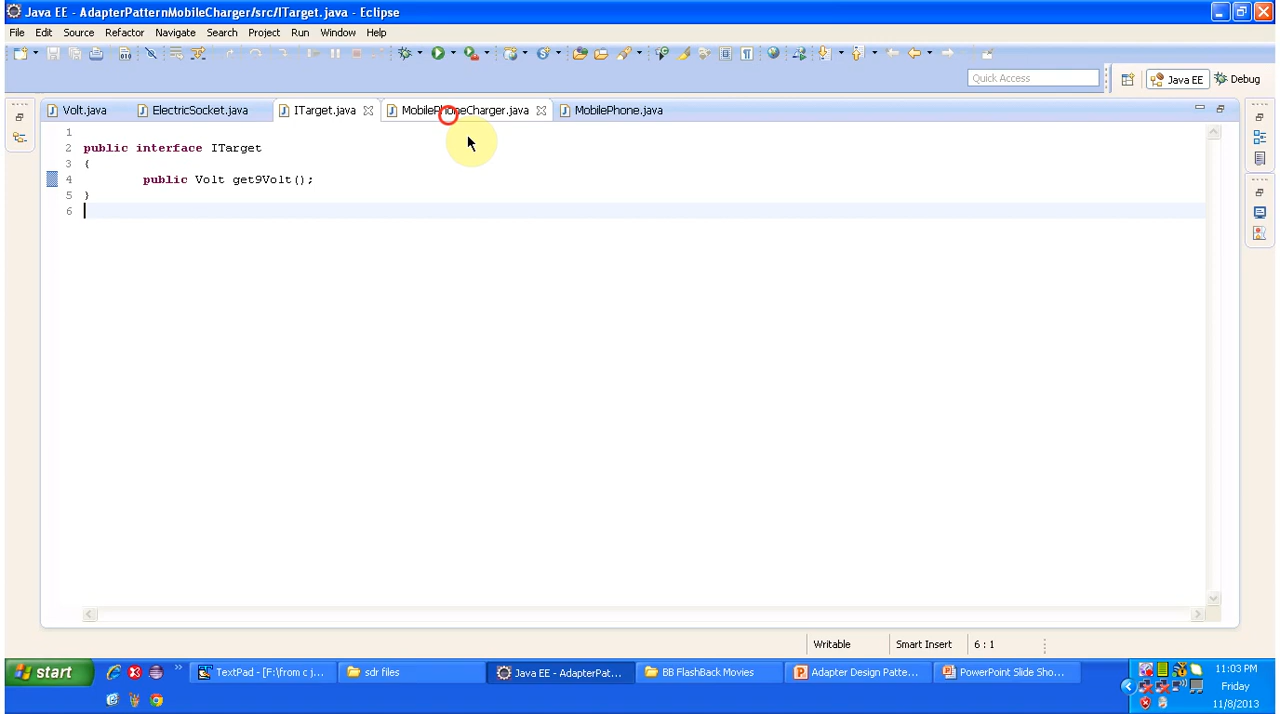 Java EE - AdapterPatternMobileCharger/src/ITarget.java - Eclipse
File Edit Source Refactor Navigate Search Project Run Window Help
Quick Access
Java EE
Debug
Volt.java
ElectricSocket.java
ITarget.java
MobilePhoneCharger.java
MobilePhone.java
1
2 public interface ITarget
3 {
4 public Volt get9Volt();
5 }
6
Writable
Smart Insert
6 : 1
start
TextPad - [F:\from c j...
sdr files
Java EE - AdapterPat...
BB FlashBack Movies
Adapter Design Patte...
PowerPoint Slide Sho...
11:03 PM
Friday
11/8/2013